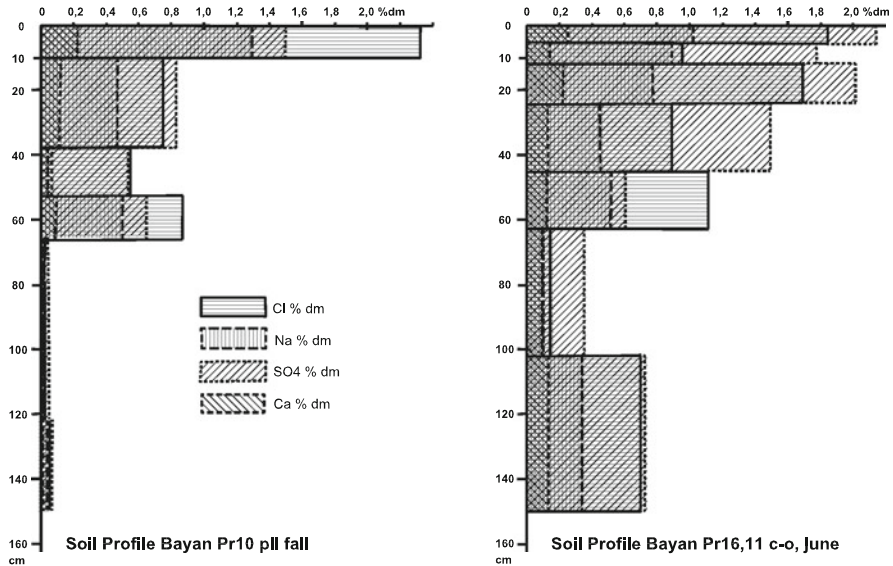 0 0,2 0,4 0,6 0,8 1,0 1,2 1,4 1,6 1,8 2,0 %dm
0
20
40
60
80
100
120
140
160
cm
Cl % dm
Na % dm
SO4 % dm
Ca % dm
Soil Profile Bayan Pr10 pll fall
0 0,2 0,4 0,6 0,8 1,0 1,2 1,4 1,6 1,8 2,0 %dm
0
10
20
40
60
80
100
120
140
160
cm
Soil Profile Bayan Pr16,11 c-o, June